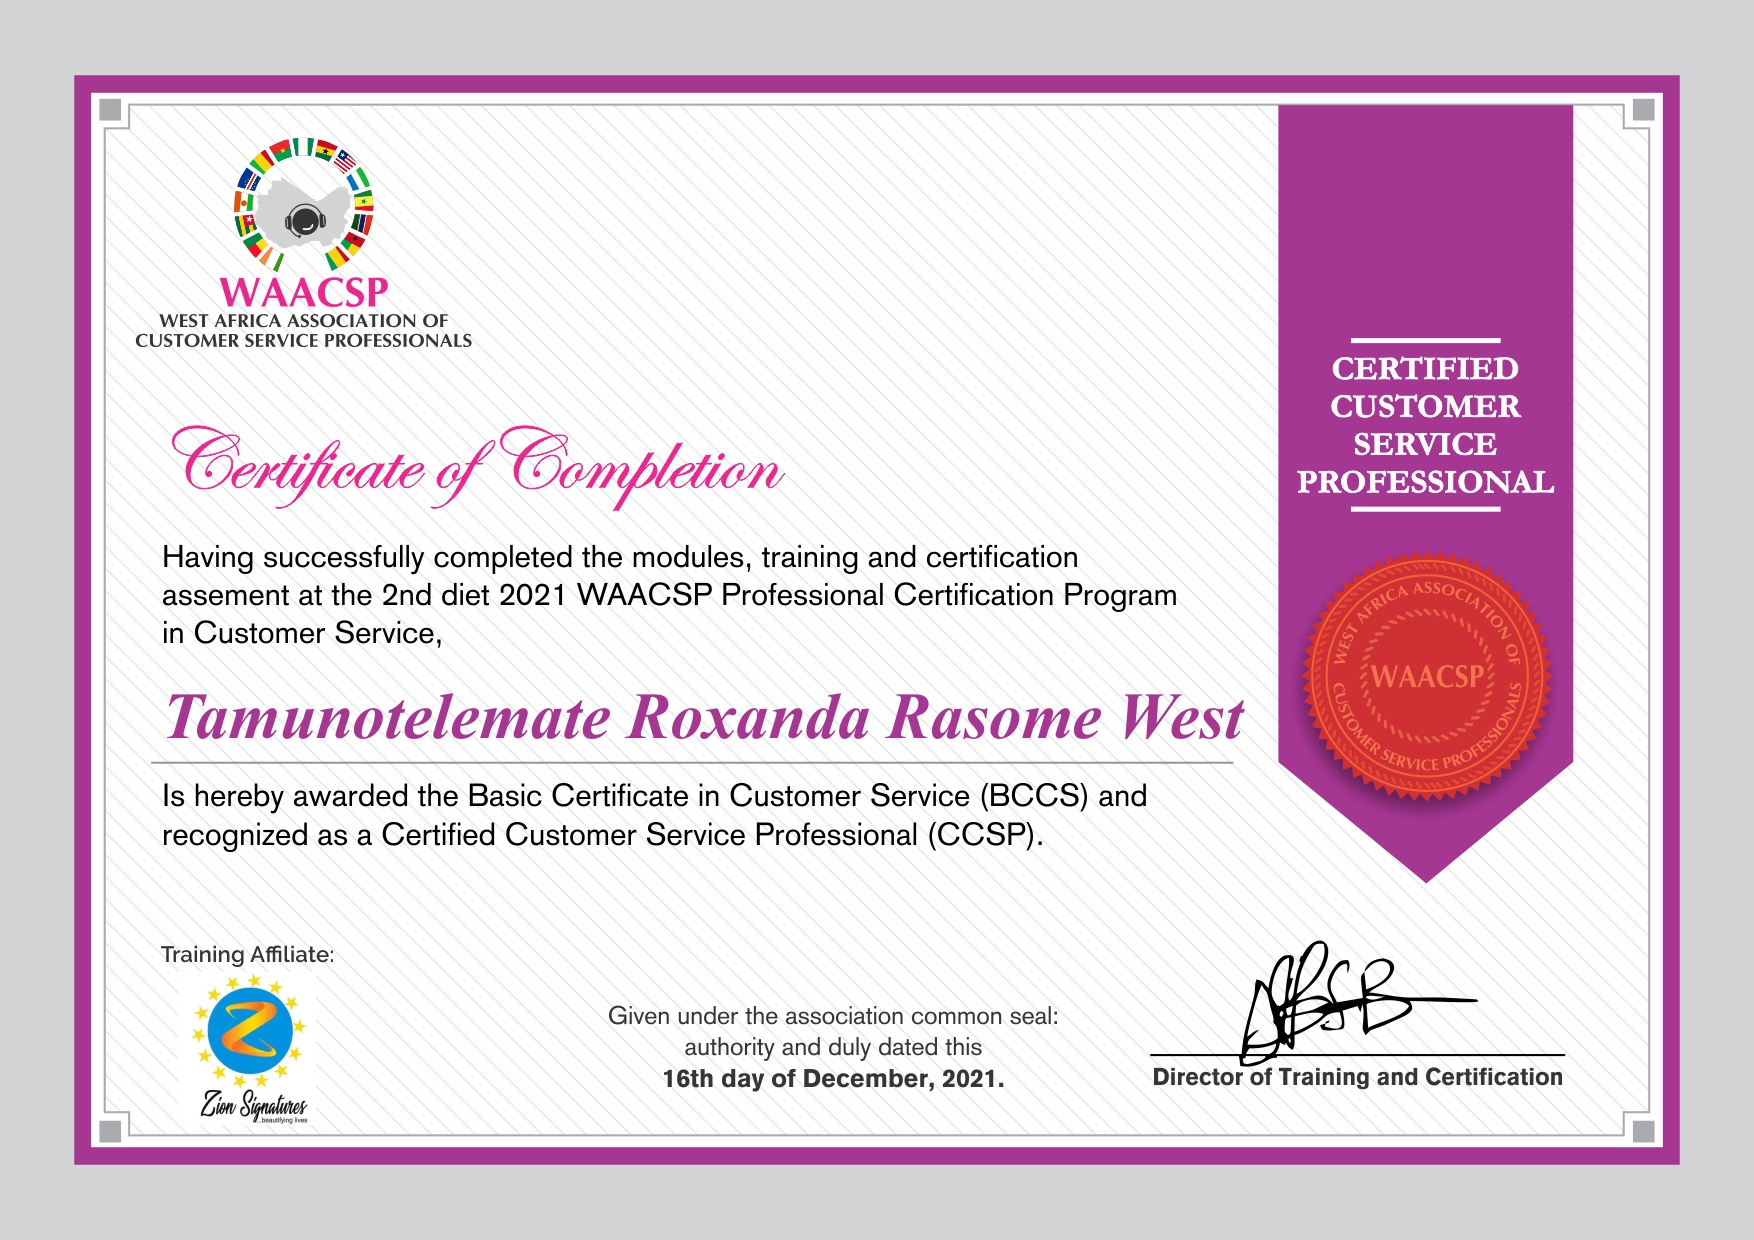 WAACSP
WEST AFRICA ASSOCIATION OF
CUSTOMER SERVICE PROFESSIONALS
CERTIFIED
CUSTOMER
SERVICE
PROFESSIONAL
Certificate of Completion
Having successfully completed the modules, training and certification
assement at the 2nd diet 2021 WAACSP Professional Certification Program
in Customer Service,
WEST AFRICA ASSOCIATION OF
WAACSP
CUSTOMER SERVICE PROFESSIONALS
Tamunotelemate Roxanda Rasome West
Is hereby awarded the Basic Certificate in Customer Service (BCCS) and
recognized as a Certified Customer Service Professional (CCSP).
Training Affiliate:
Zion Signatures
...beautifying lives
Given under the association common seal:
authority and duly dated this
16th day of December, 2021.
Director of Training and Certification